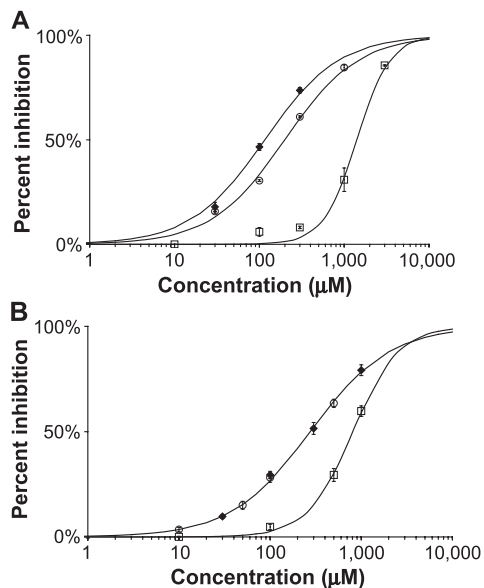 A
100%
50%
0%
Percent inhibition
1 10 100 1,000 10,000
Concentration (µM)
B
100%
50%
0%
Percent inhibition
1 10 100 1,000 10,000
Concentration (µM)